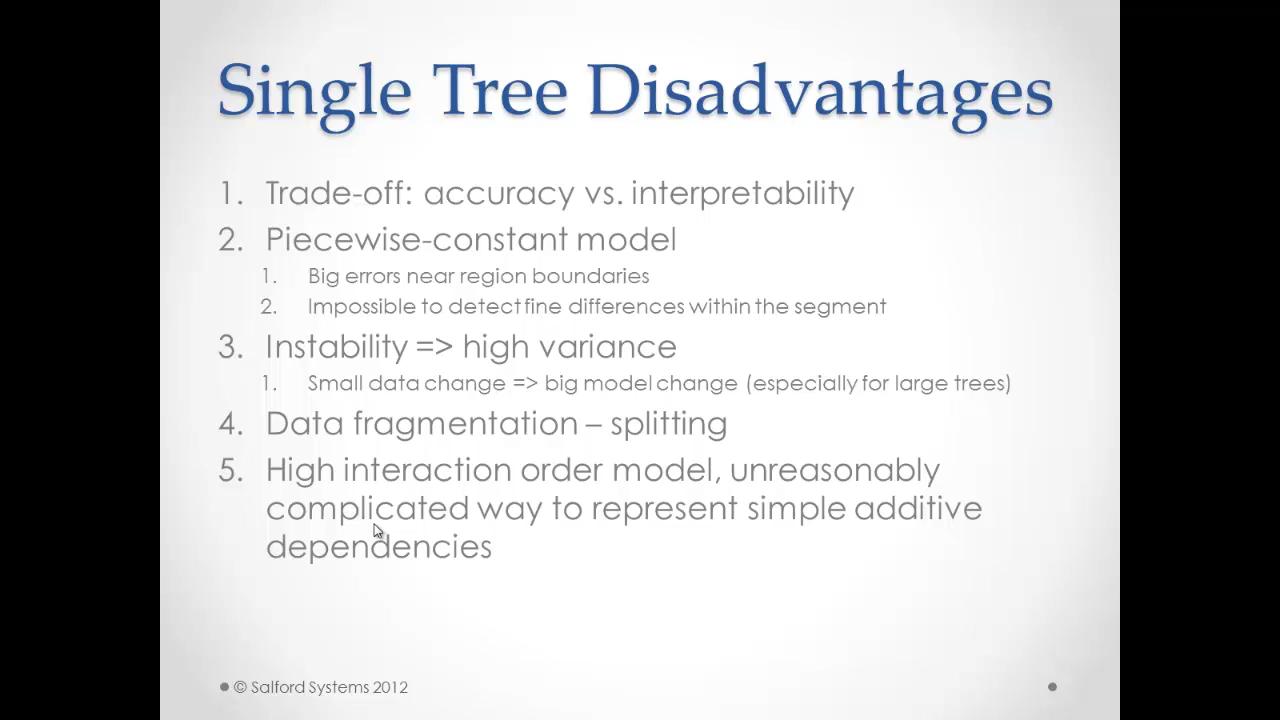 Single Tree Disadvantages
1. Trade-off: accuracy vs. interpretability
2. Piecewise-constant model
1. Big errors near region boundaries
2. Impossible to detect fine differences within the segment
3. Instability => high variance
1. Small data change => big model change (especially for large trees)
4. Data fragmentation – splitting
5. High interaction order model, unreasonably
complicated way to represent simple additive
dependencies
© Salford Systems 2012